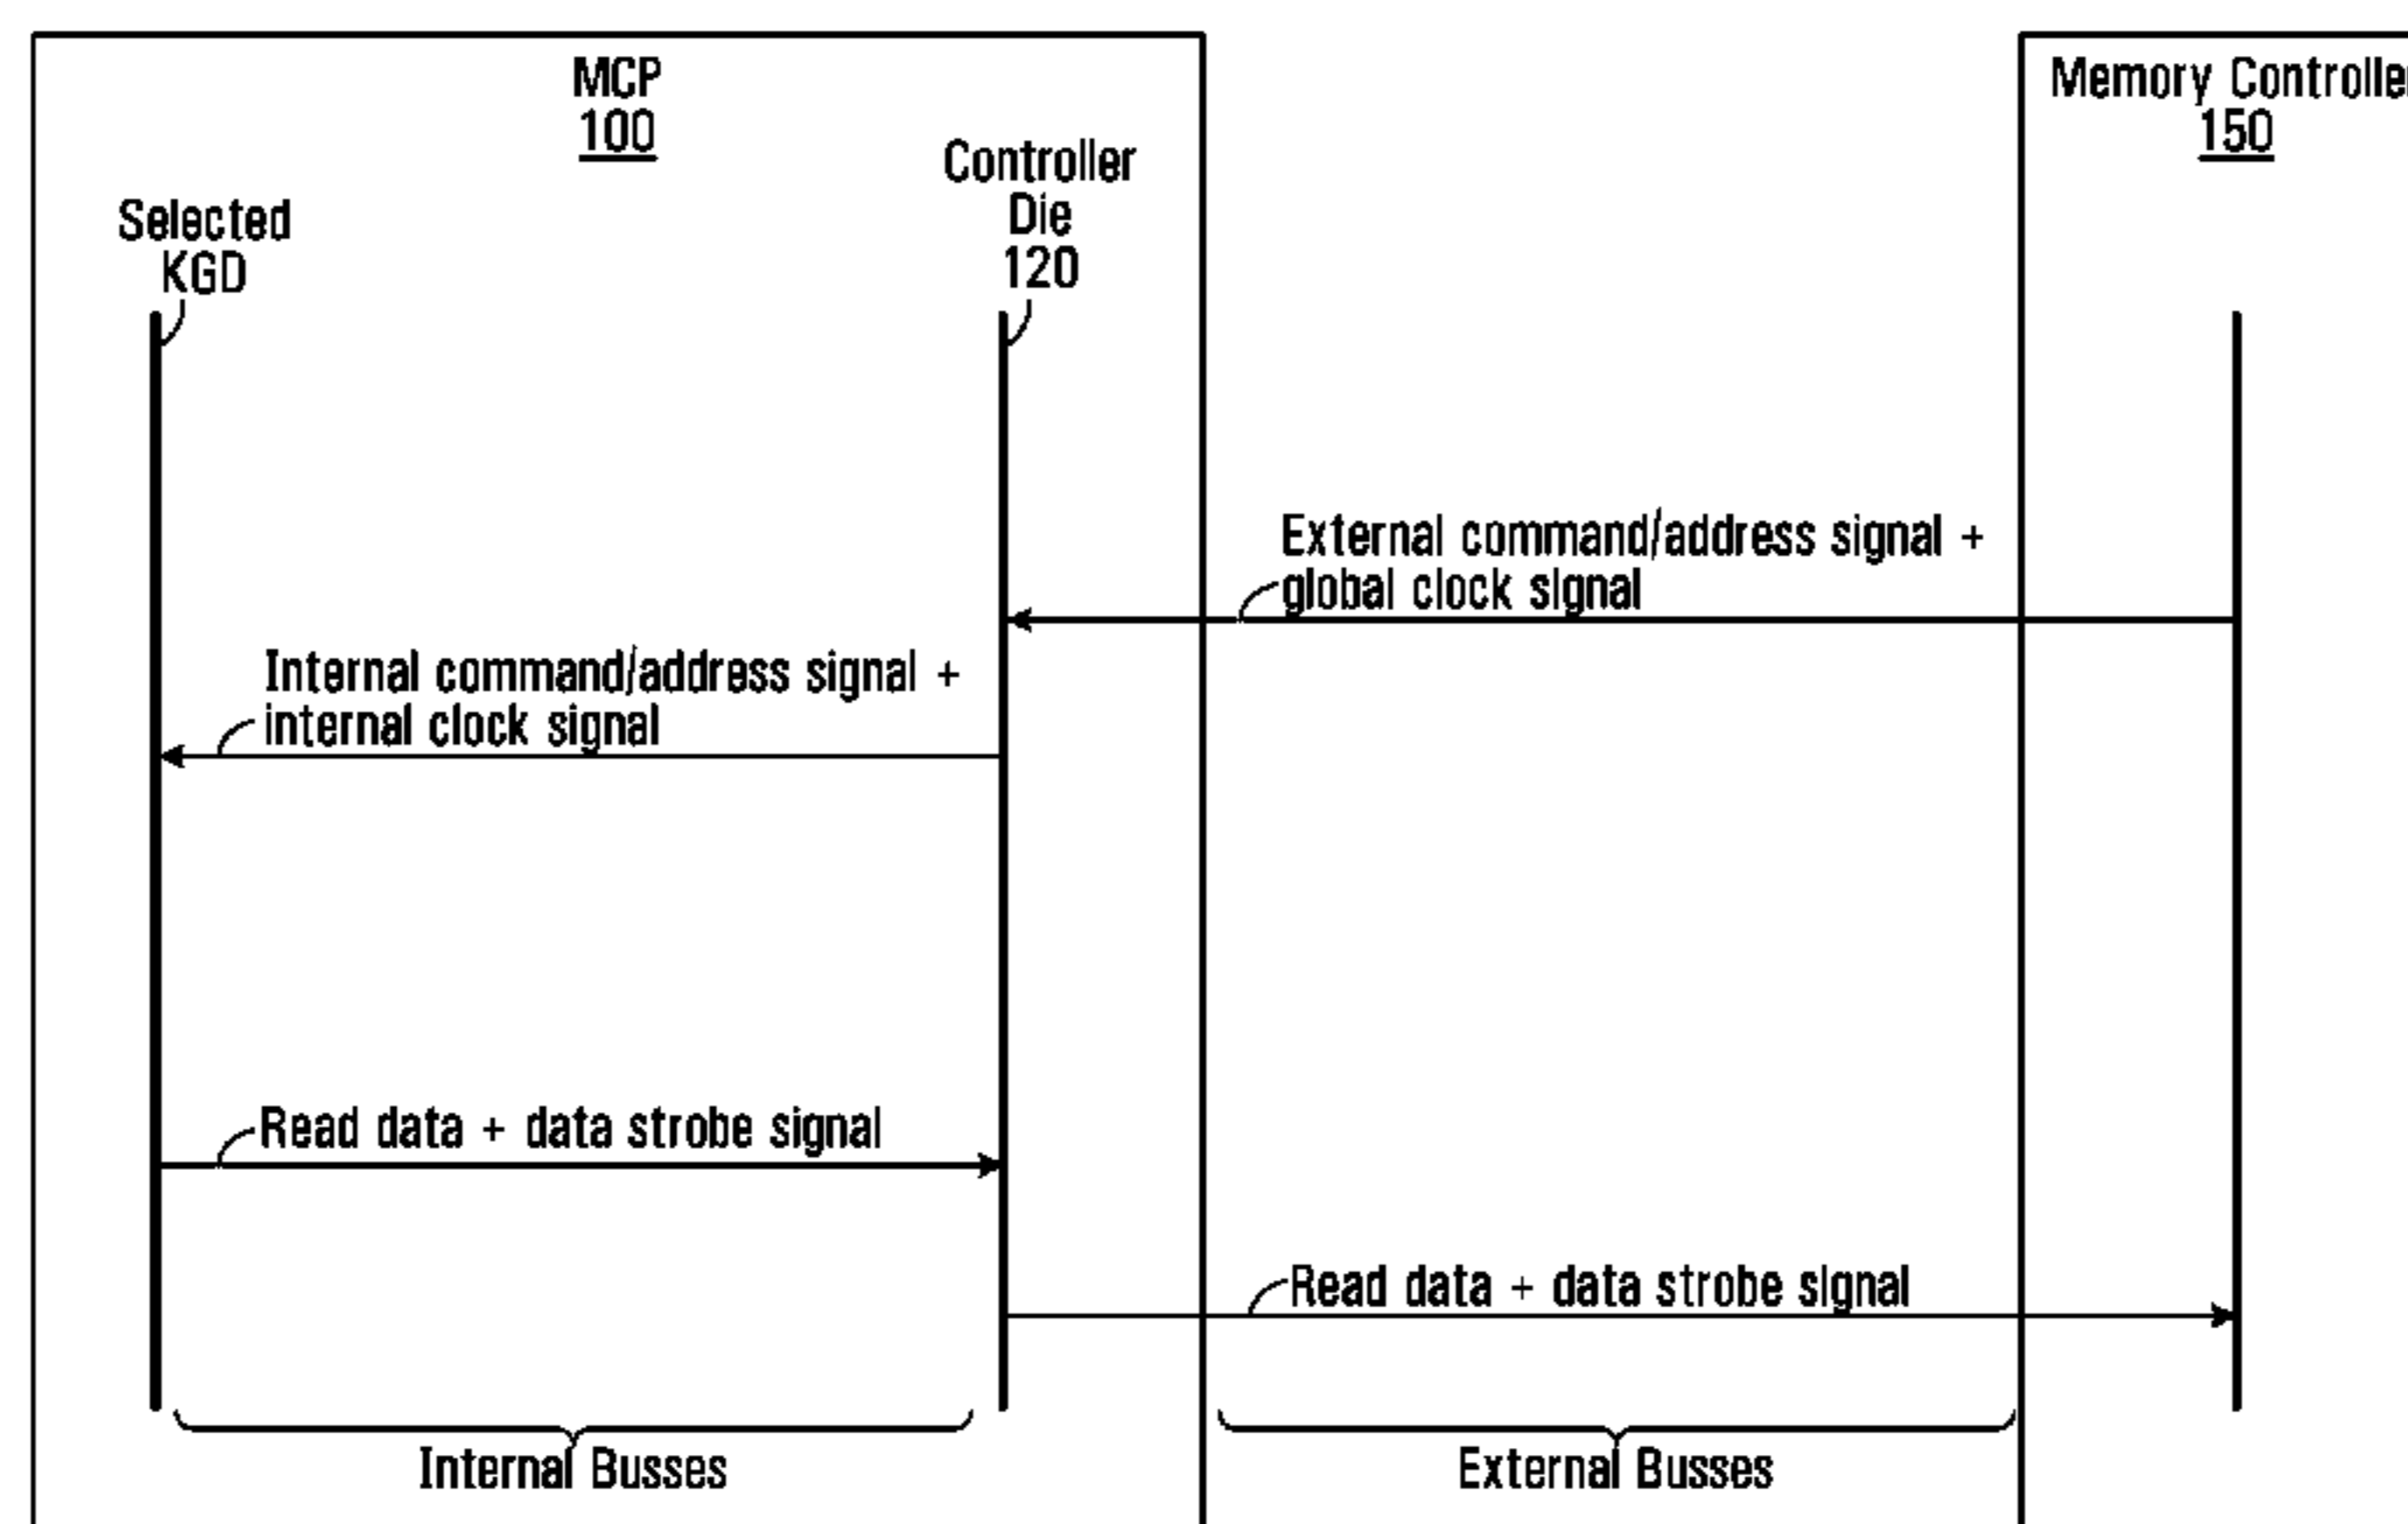 MCP
100
Memory Controller
150
Controller
Die
120
Selected
KGD
External command/address signal +
global clock signal
Internal command/address signal +
internal clock signal
Read data + data strobe signal
Read data + data strobe signal
Internal Busses
External Busses